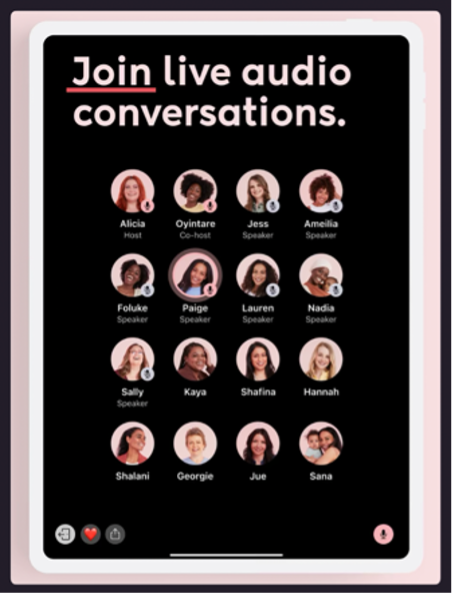 Join live audio
conversations.
Alicia Oyintare Jess Ameilia
Host Co-host Speaker Speaker
Foluke Paige Lauren Nadia
Speaker Speaker Speaker Speaker
Sally Kaya Shafina Hannah
Speaker
Shalani Georgie Jue Sana